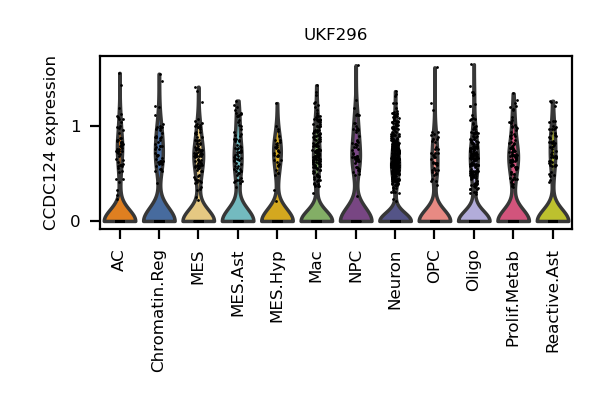 UKF296
CCDC124 expression
1
0
AC
Chromatin.Reg
MES
MES.Ast
MES.Hyp
Mac
NPC
Neuron
OPC
Oligo
Prolif.Metab
Reactive.Ast